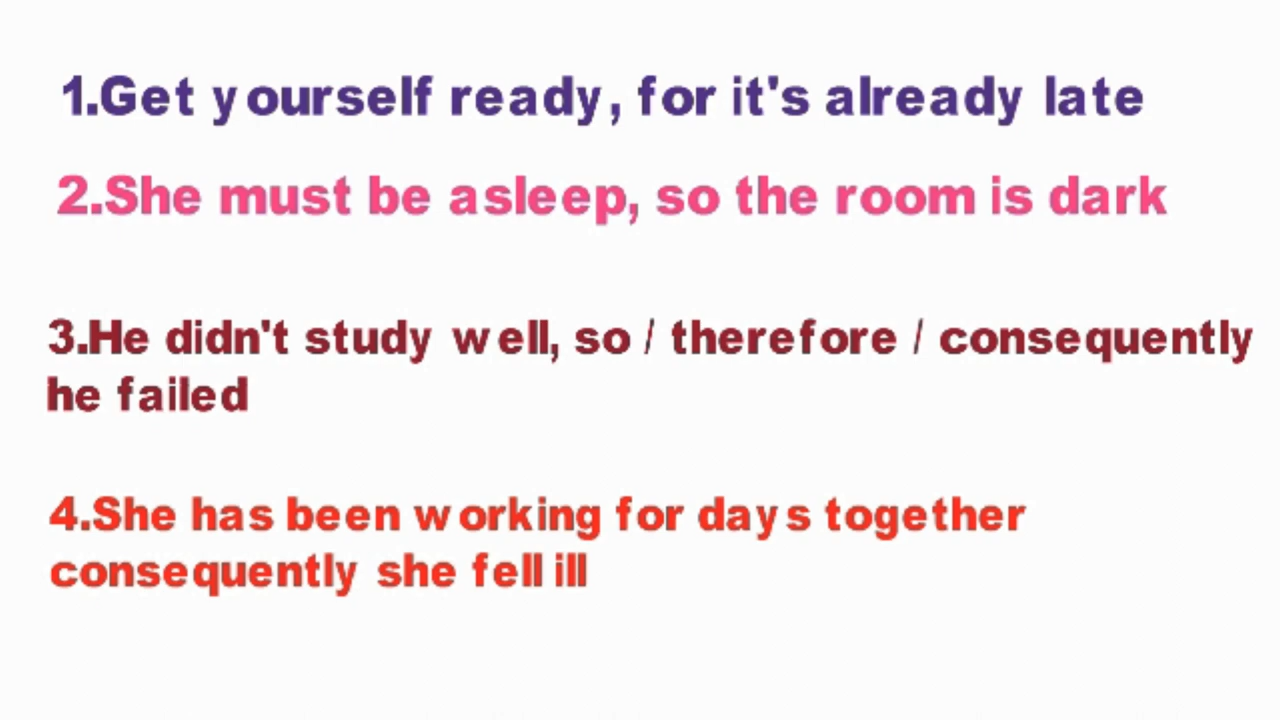 1.Get yourself ready, for it's already late
2.She must be asleep, so the room is dark
3.He didn't study well, so / therefore / consequently
he failed
4.She has been working for days together
consequently she fell ill